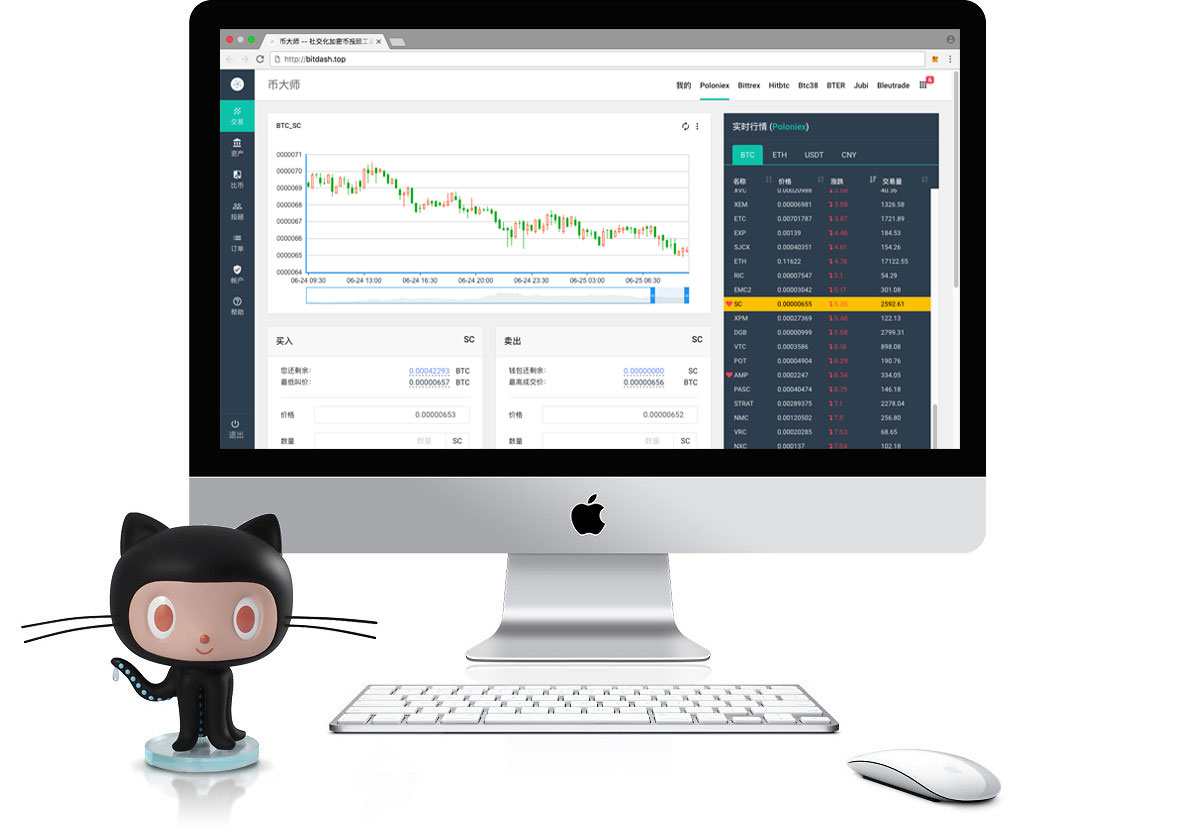 币大师 -- 社交化加密币投顾工
http://bitdash.top
币大师
我的 Poloniex Bittrex Hitbtc Btc38 BTER Jubi Bleutrade 6
交易
资产
比币
投顾
订单
帐户
帮助
退出
BTC_SC
0000071
0000070
0000069
0000068
0000067
0000066
0000065
0000064
06-24 09:30 06-24 13:00 06-24 16:30 06-24 20:00 06-24 23:30 06-25 03:00 06-25 06:30
买入 SC
您还剩余: 0.00042293 BTC
最低叫价: 0.00000657 BTC
价格 0.00000653
数量 数量 SC
卖出 SC
钱包还剩余: 0.00000000 SC
最高成交价: 0.00000656 BTC
价格 0.00000652
数量 数量 SC
实时行情 (Poloniex)
BTC ETH USDT CNY
名称 价格 涨跌 交易量
XVC 0.00020988 3.58 40.36
XEM 0.00006981 3.59 1326.58
ETC 0.00701787 3.87 1721.89
EXP 0.00139 4.46 184.53
SJCX 0.00040351 4.61 154.26
ETH 0.11622 4.76 17122.55
RIC 0.00007547 5.1 54.29
EMC2 0.00003042 5.17 301.08
SC 0.00000655 5.35 2592.61
XPM 0.00027369 5.46 122.13
DGB 0.00000999 5.58 2799.31
VTC 0.0003586 6.16 898.08
POT 0.00004904 6.29 190.76
AMP 0.0002247 6.34 334.05
PASC 0.00040474 6.75 146.18
STRAT 0.00289375 7.1 2278.04
NMC 0.00120502 7.5 256.80
VRC 0.00020285 7.53 68.65
NXC 0.000137 7.64 102.18